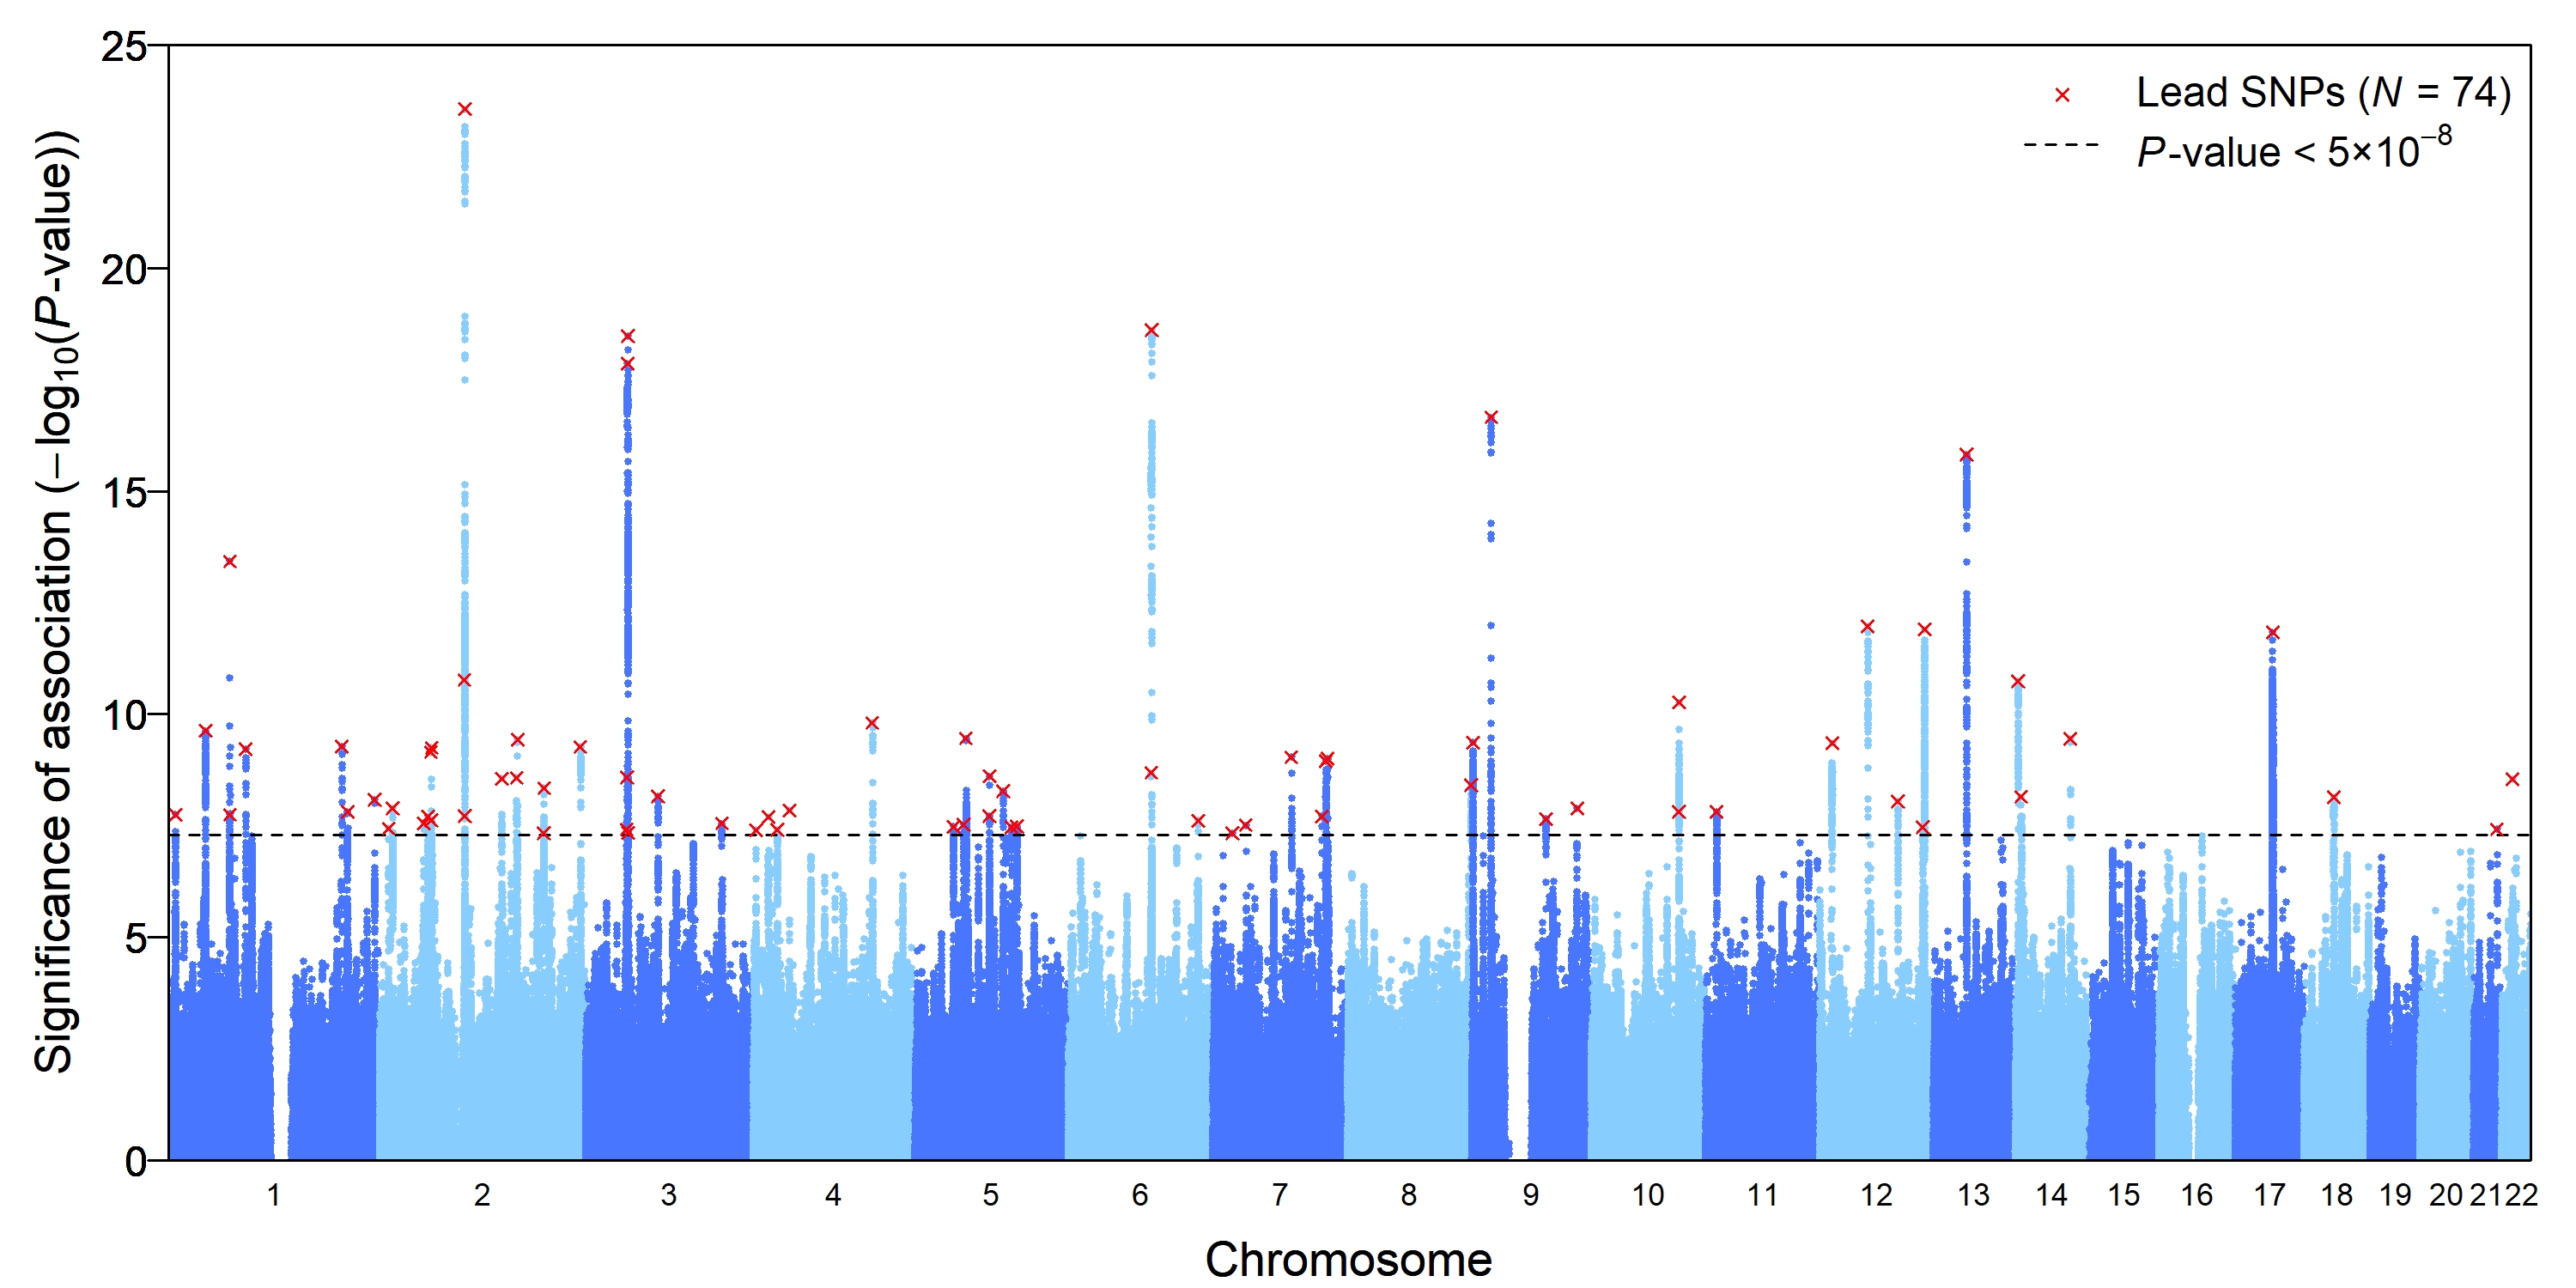 Significance of association (−log10(P-value))
25
20
15
10
5
0
Lead SNPs (N = 74)
P-value < 5×10−8
1 2 3 4 5 6 7 8 9 10 11 12 13 14 15 16 17 18 19 20 21 22
Chromosome